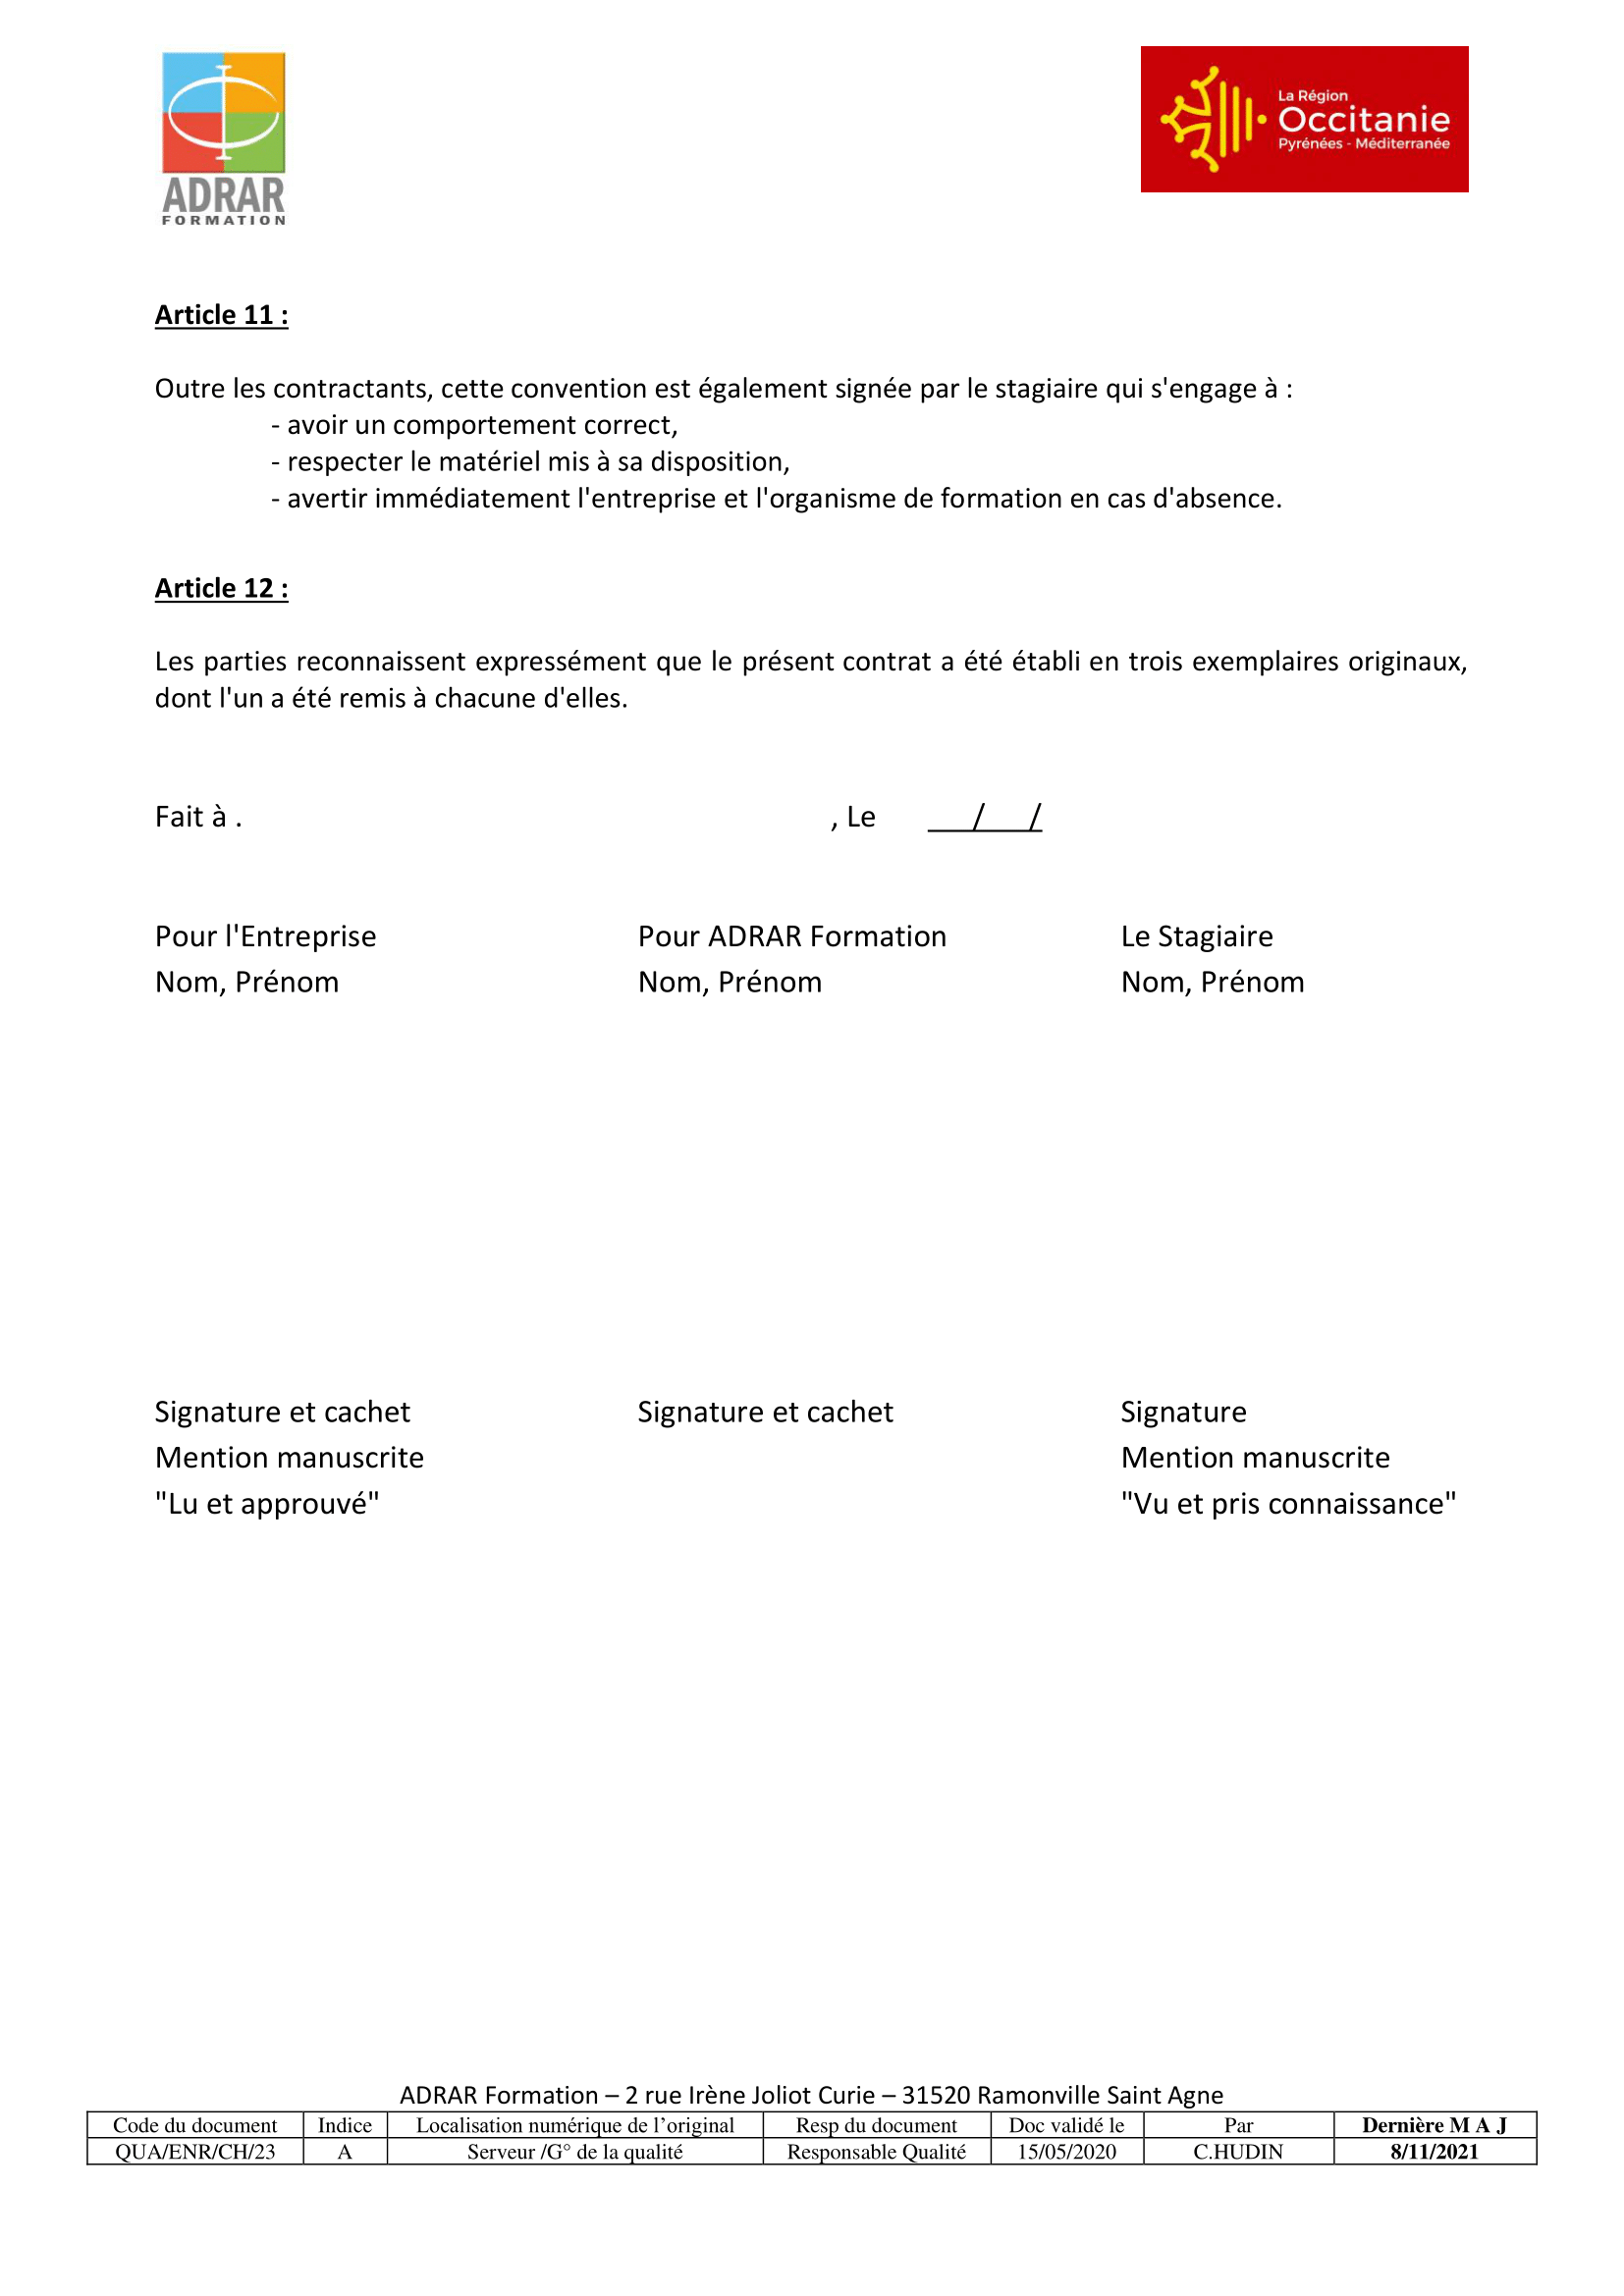 ADRAR
FORMATION
La Région
Occitanie
Pyrénées - Méditerranée
Article 11 :
Outre les contractants, cette convention est également signée par le stagiaire qui s'engage à :
- avoir un comportement correct,
- respecter le matériel mis à sa disposition,
- avertir immédiatement l'entreprise et l'organisme de formation en cas d'absence.
Article 12 :
Les parties reconnaissent expressément que le présent contrat a été établi en trois exemplaires originaux,
dont l'un a été remis à chacune d'elles.
Fait à . , Le ___/___/
Pour l'Entreprise Pour ADRAR Formation Le Stagiaire
Nom, Prénom Nom, Prénom Nom, Prénom
Signature et cachet Signature et cachet Signature
Mention manuscrite Mention manuscrite
"Lu et approuvé" "Vu et pris connaissance"
ADRAR Formation – 2 rue Irène Joliot Curie – 31520 Ramonville Saint Agne
Code du document Indice Localisation numérique de l’original Resp du document Doc validé le Par Dernière M A J
QUA/ENR/CH/23 A Serveur /G° de la qualité Responsable Qualité 15/05/2020 C.HUDIN 8/11/2021